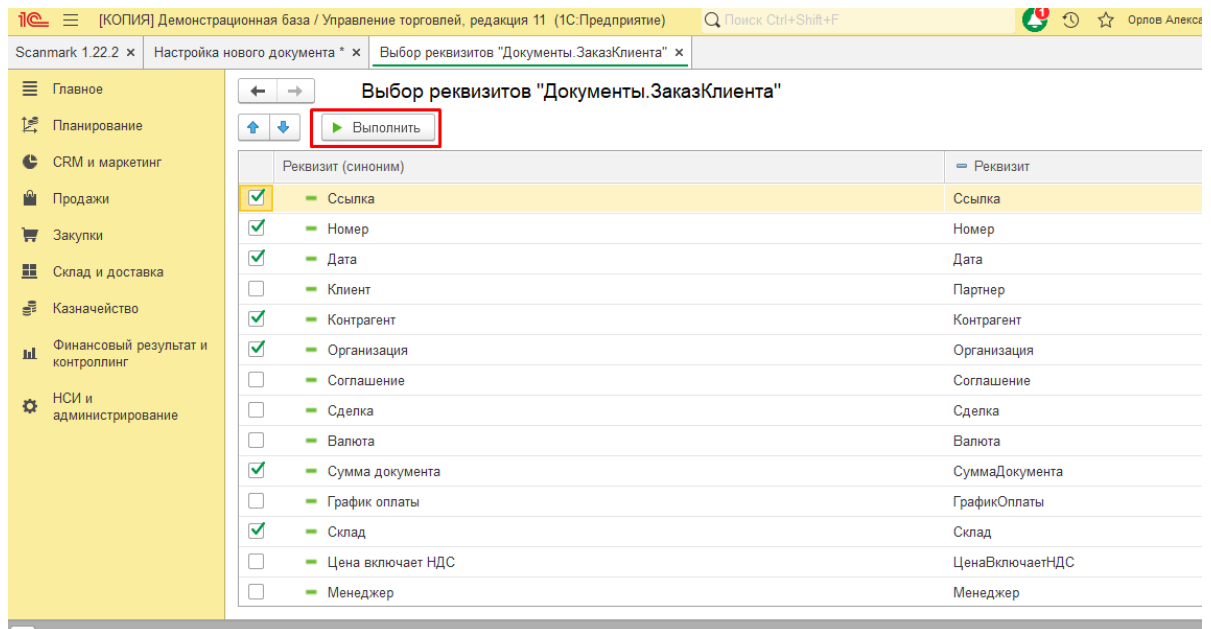 1С [КОПИЯ] Демонстрационная база / Управление торговлей, редакция 11 (1С:Предприятие) Поиск Ctrl+Shift+F 1 Орлов Алекса
Scanmark 1.22.2 × Настройка нового документа * × Выбор реквизитов "Документы.ЗаказКлиента" ×
Главное
Планирование
CRM и маркетинг
Продажи
Закупки
Склад и доставка
Казначейство
Финансовый результат и
контроллинг
НСИ и
администрирование
Выбор реквизитов "Документы.ЗаказКлиента"
Выполнить
Реквизит (синоним) Реквизит
Ссылка Ссылка
Номер Номер
Дата Дата
Клиент Партнер
Контрагент Контрагент
Организация Организация
Соглашение Соглашение
Сделка Сделка
Валюта Валюта
Сумма документа СуммаДокумента
График оплаты ГрафикОплаты
Склад Склад
Цена включает НДС ЦенаВключаетНДС
Менеджер Менеджер